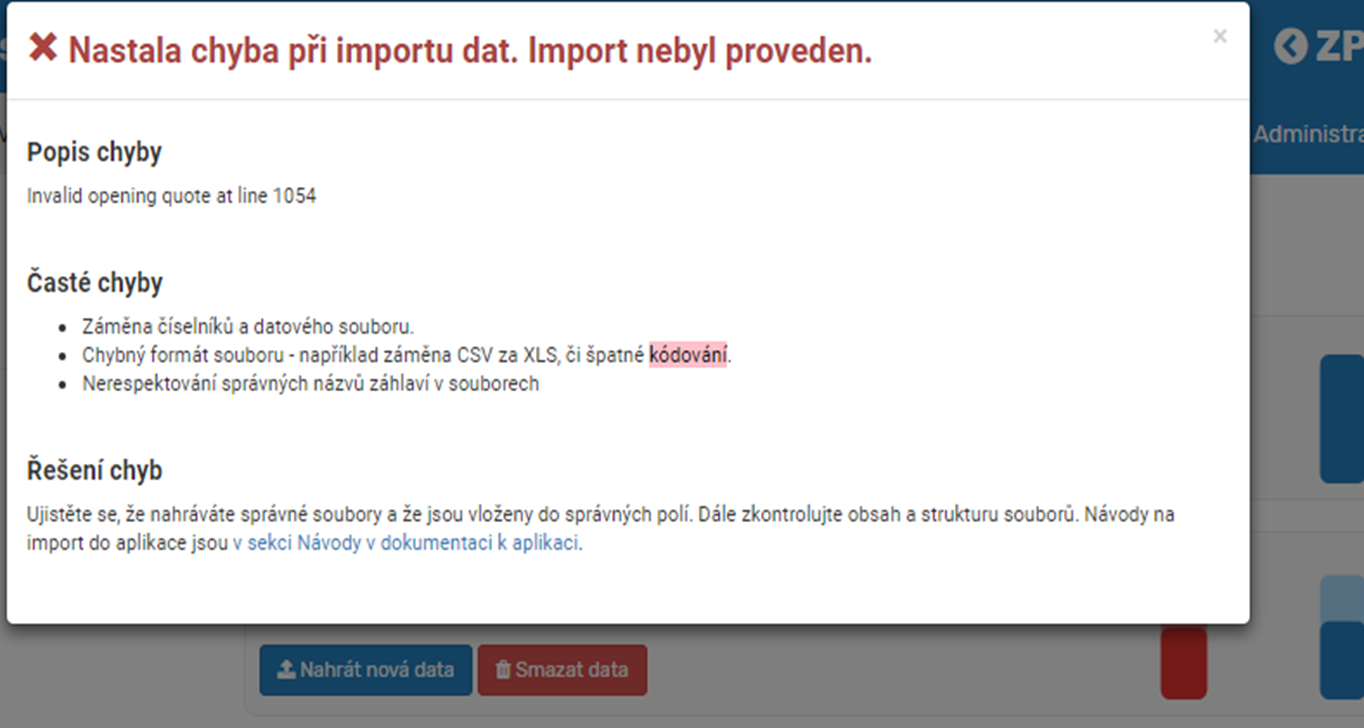 ✖ Nastala chyba při importu dat. Import nebyl proveden.
×
ZP
Administra
Popis chyby
Invalid opening quote at line 1054
Časté chyby
• Záměna číselníků a datového souboru.
• Chybný formát souboru - například záměna CSV za XLS, či špatné kódování.
• Nerespektování správných názvů záhlaví v souborech
Řešení chyb
Ujistěte se, že nahráváte správné soubory a že jsou vloženy do správných polí. Dále zkontrolujte obsah a strukturu souborů. Návody na
import do aplikace jsou v sekci Návody v dokumentaci k aplikaci.
Nahrát nová data
Smazat data